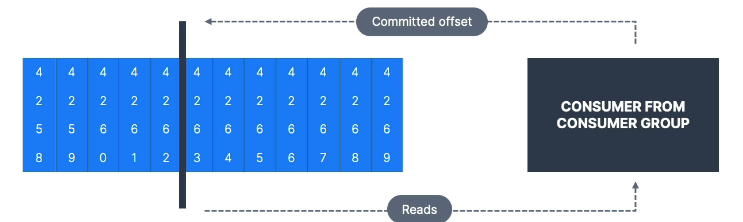 Committed offset
4 4 4 4 4 4 4 4 4 4 4 4
2 2 2 2 2 2 2 2 2 2 2 2
5 5 6 6 6 6 6 6 6 6 6 6
8 9 0 1 2 3 4 5 6 7 8 9
CONSUMER FROM
CONSUMER GROUP
Reads